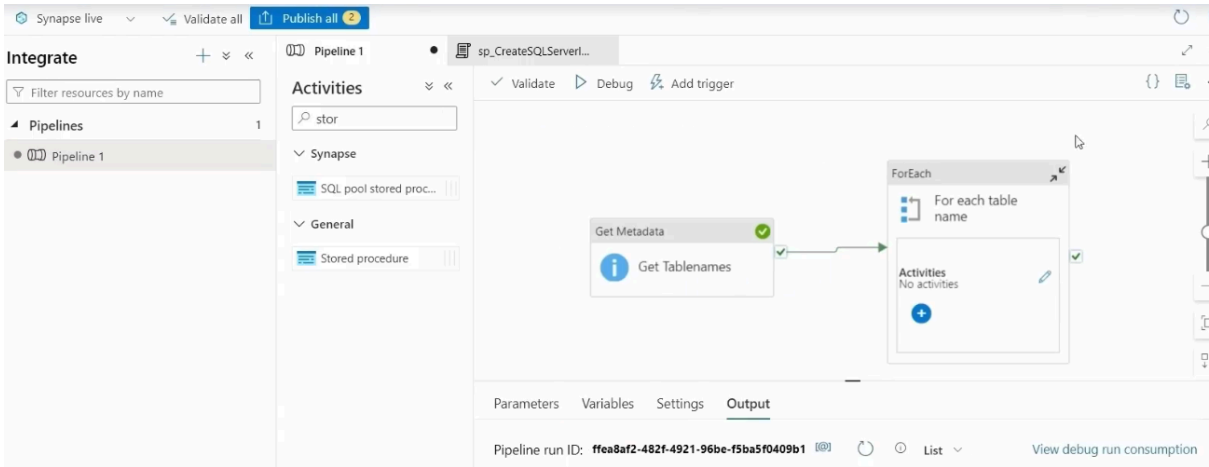 Synapse live
Validate all
Publish all 2
Integrate
Filter resources by name
Pipelines 1
Pipeline 1
Pipeline 1
sp_CreateSQLServerI...
Activities
stor
Synapse
SQL pool stored proc...
General
Stored procedure
Validate
Debug
Add trigger
{}
Get Metadata
Get Tablenames
ForEach
For each table
name
Activities
No activities
Parameters
Variables
Settings
Output
Pipeline run ID: ffea8af2-482f-4921-96be-f5ba5f0409b1 [@]
List
View debug run consumption